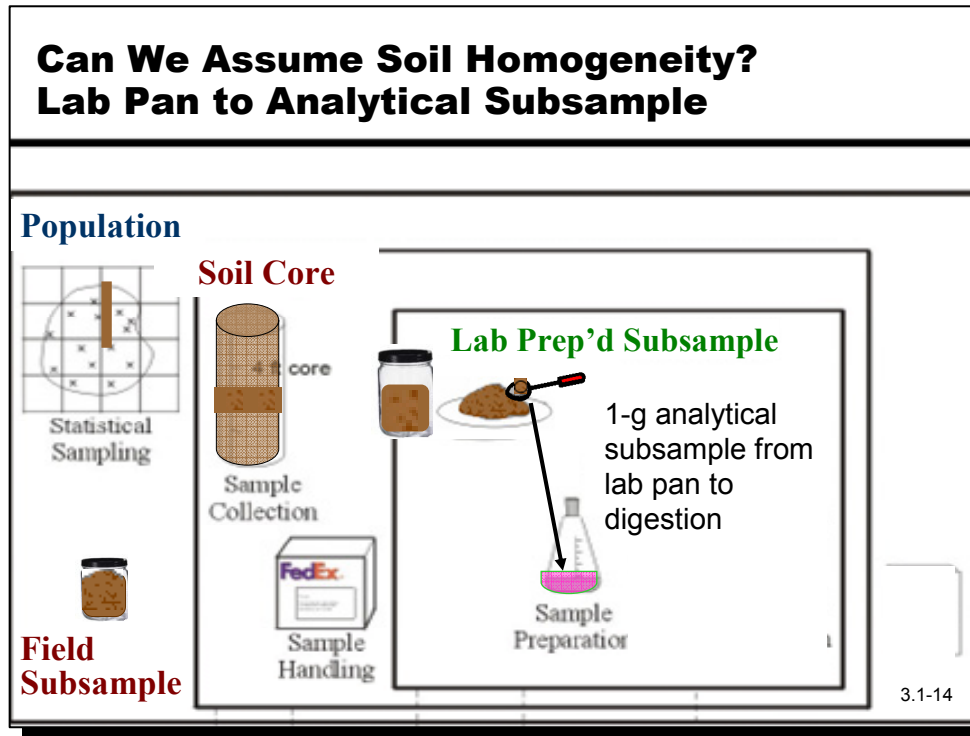 Can We Assume Soil Homogeneity?
Lab Pan to Analytical Subsample
Population
Statistical
Sampling
Soil Core
4 ft core
Sample
Collection
Lab Prep’d Subsample
1-g analytical
subsample from
lab pan to
digestion
FedEx
Sample
Handling
Sample
Preparation
Field
Subsample
3.1-14